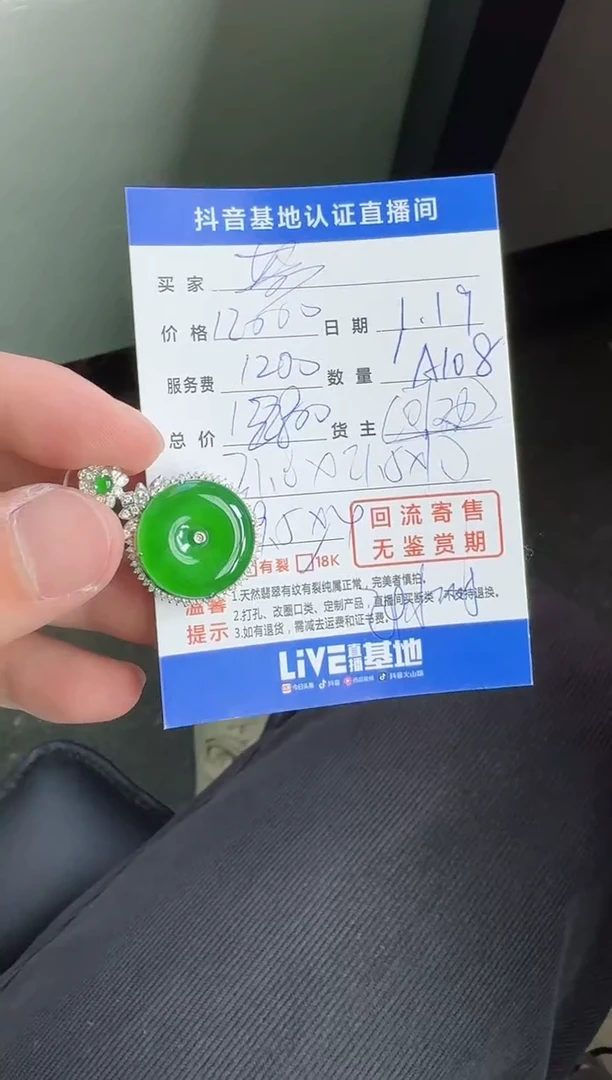 抖音基地认证直播间
买家
价格 12000 日期 1.19
服务费 1200 数量 A108
总价 货主
21.5×21.5×
回流寄售
有裂 18K 无鉴赏期
温馨 1.天然翡翠有纹有裂纯属正常，完美者慎拍。
2.打孔、改圈口类、定制产品，直播间买断类，不支持退换。
提示 3.如有退货，需减去运费和证书费。
LiVE直播基地
今日头条 抖音 西瓜视频 抖音火山版